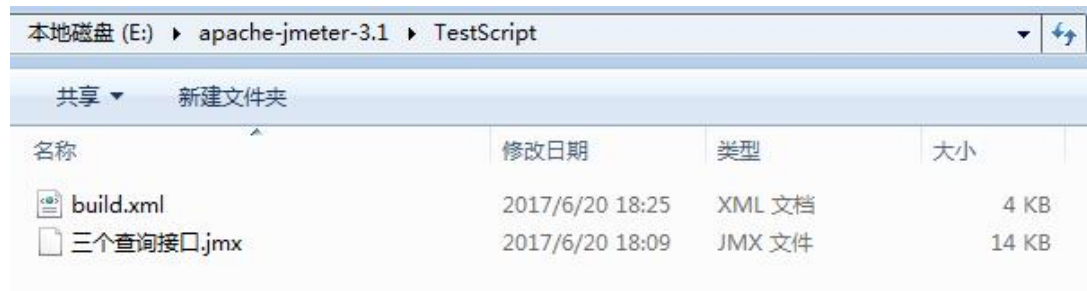 本地磁盘 (E:) ▸ apache-jmeter-3.1 ▸ TestScript
共享 新建文件夹
名称 修改日期 类型 大小
build.xml 2017/6/20 18:25 XML 文档 4 KB
三个查询接口.jmx 2017/6/20 18:09 JMX 文件 14 KB